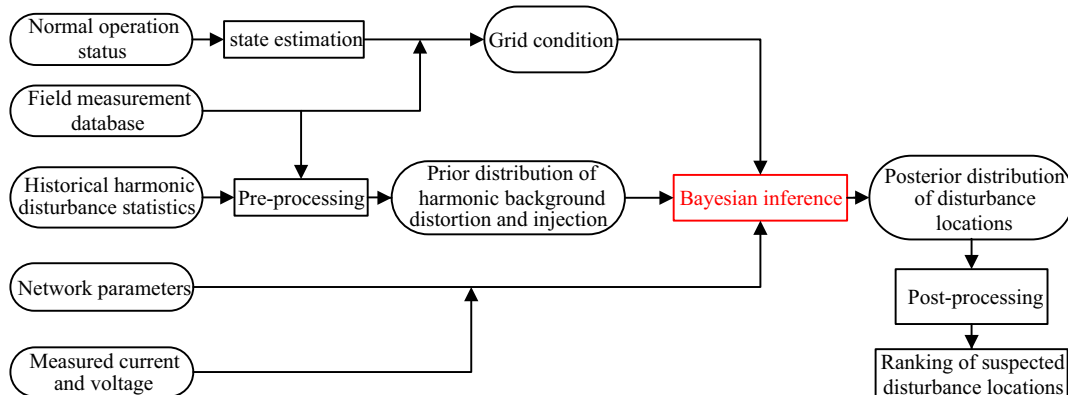 Normal operation
status
state estimation
Grid condition
Field measurement
database
Historical harmonic
disturbance statistics
Pre-processing
Prior distribution of
harmonic background
distortion and injection
Bayesian inference
Posterior distribution
of disturbance
locations
Network parameters
Post-processing
Measured current
and voltage
Ranking of suspected
disturbance locations